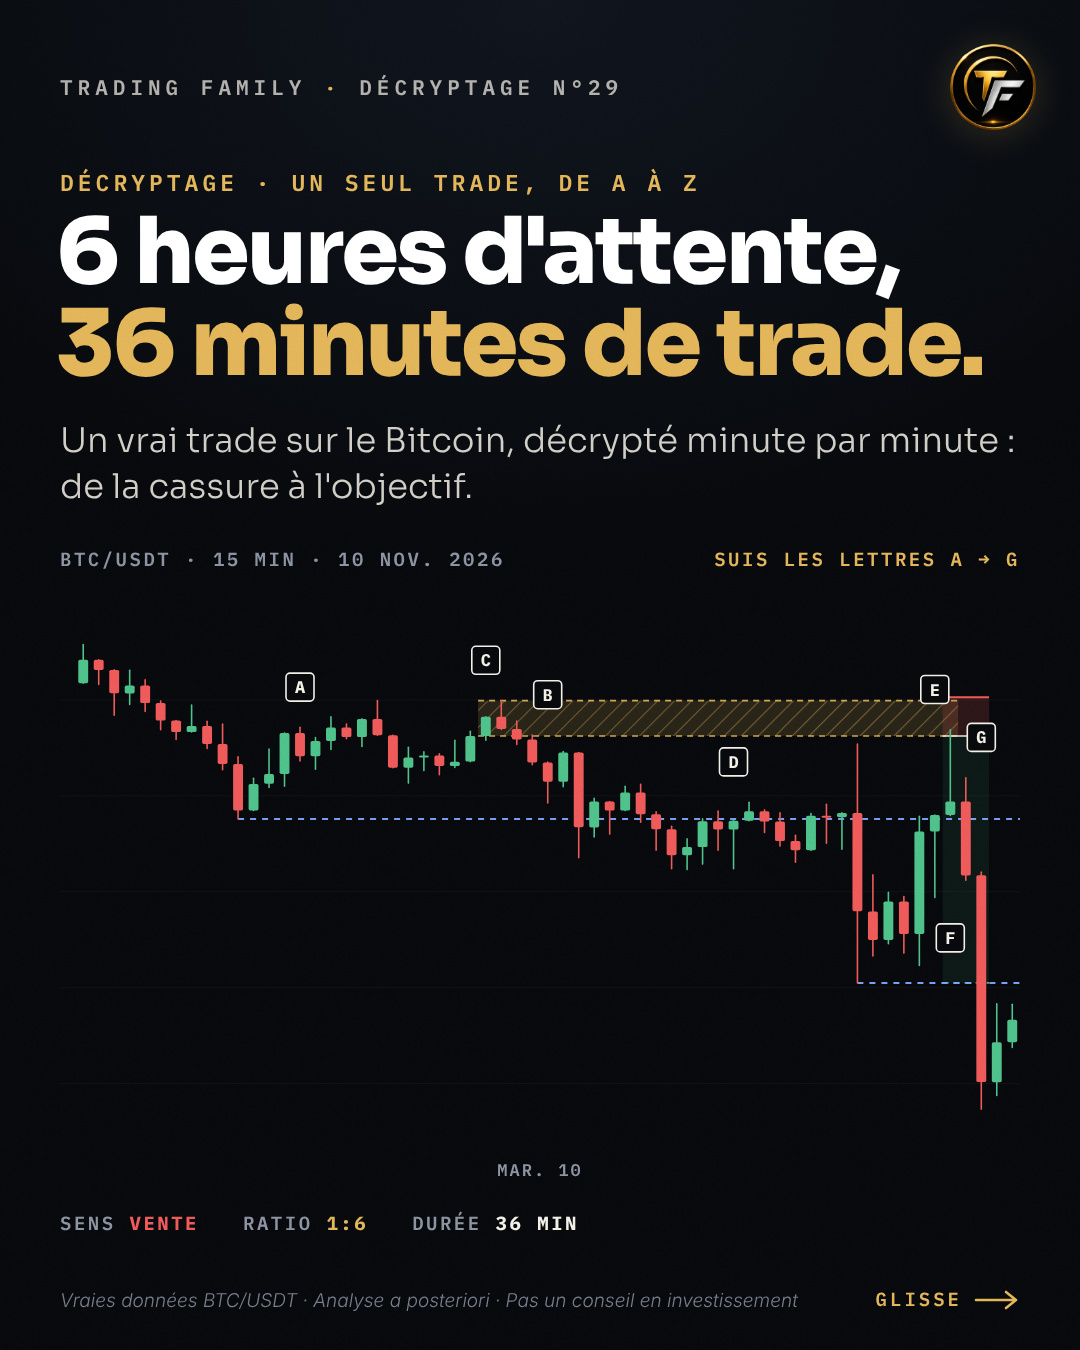 TRADING FAMILY · DÉCRYPTAGE N°29
TF
DÉCRYPTAGE · UN SEUL TRADE, DE A À Z
6 heures d'attente,
36 minutes de trade.
Un vrai trade sur le Bitcoin, décrypté minute par minute :
de la cassure à l'objectif.
BTC/USDT · 15 MIN · 10 NOV. 2026
SUIS LES LETTRES A → G
A
C
B
E
G
D
F
MAR. 10
SENS VENTE RATIO 1:6 DURÉE 36 MIN
Vraies données BTC/USDT · Analyse a posteriori · Pas un conseil en investissement
GLISSE →